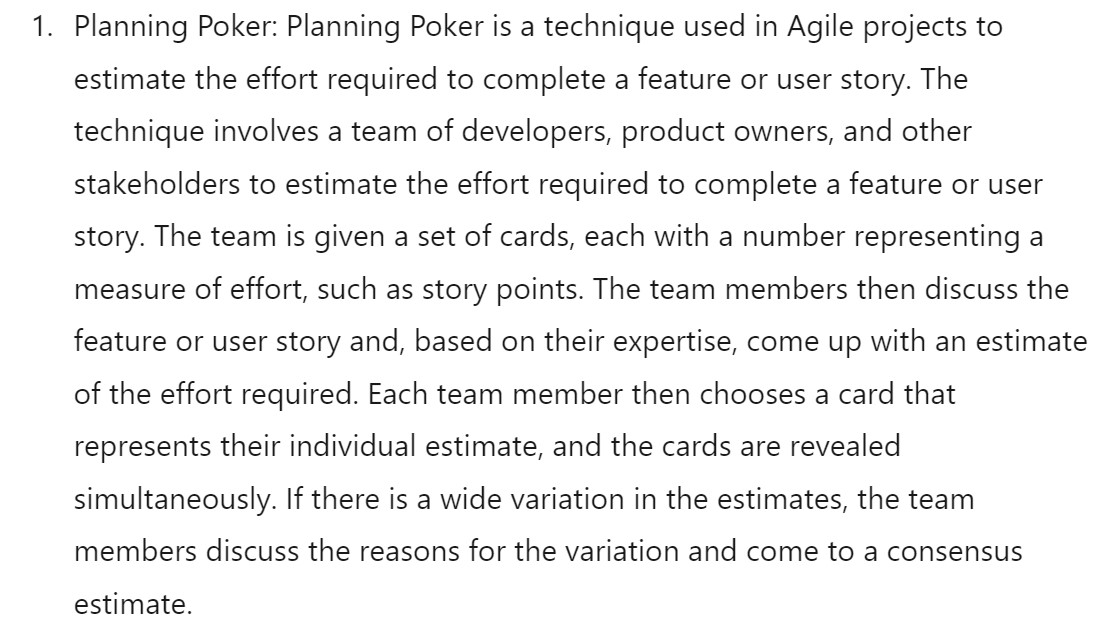 1. Planning Poker: Planning Poker is a technique used in Agile projects to
estimate the effort required to complete a feature or user story. The
technique involves a team of developers, product owners, and other
stakeholders to estimate the effort required to complete a feature or user
story. The team is given a set of cards, each with a number representing a
measure of effort, such as story points. The team members then discuss the
feature or user story and, based on their expertise, come up with an estimate
of the effort required. Each team member then chooses a card that
represents their individual estimate, and the cards are revealed
simultaneously. If there is a wide variation in the estimates, the team
members discuss the reasons for the variation and come to a consensus
estimate.